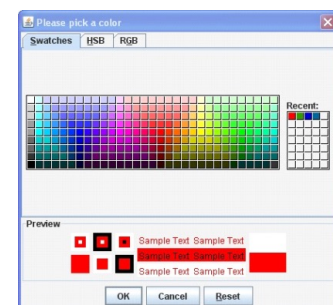 Please pick a color
Swatches HSB RGB
Recent:
Preview
Sample Text Sample Text
Sample Text Sample Text
Sample Text Sample Text
OK Cancel Reset